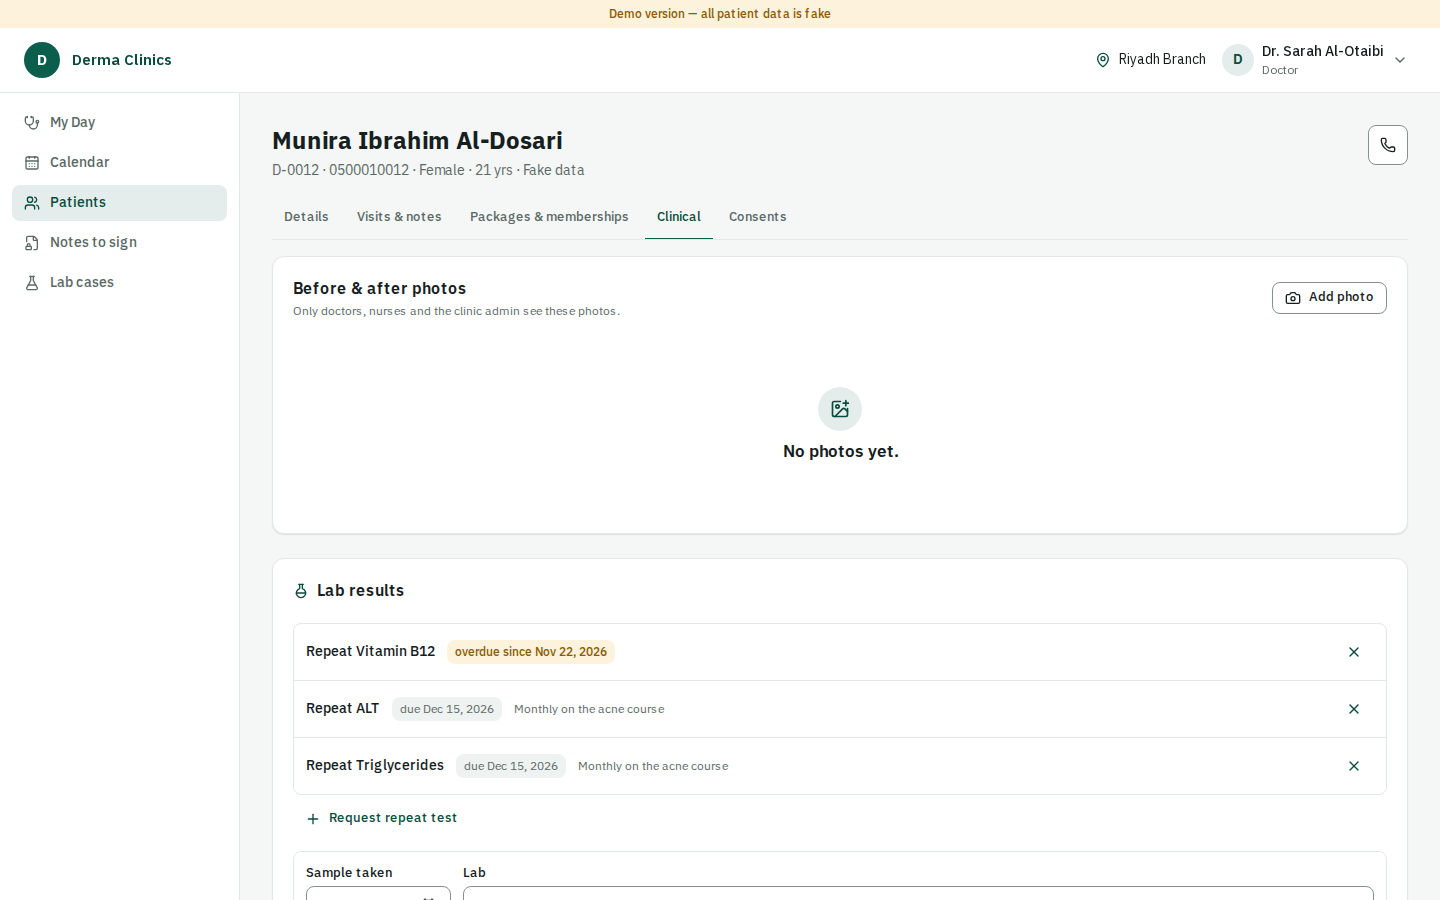 Demo version — all patient data is fake
D
Derma Clinics
Riyadh Branch
D
Dr. Sarah Al-Otaibi
Doctor
My Day
Calendar
Patients
Notes to sign
Lab cases
Munira Ibrahim Al-Dosari
D-0012 · 0500010012 · Female · 21 yrs · Fake data
Details
Visits & notes
Packages & memberships
Clinical
Consents
Before & after photos
Only doctors, nurses and the clinic admin see these photos.
Add photo
No photos yet.
Lab results
Repeat Vitamin B12 overdue since Nov 22, 2026
Repeat ALT due Dec 15, 2026 Monthly on the acne course
Repeat Triglycerides due Dec 15, 2026 Monthly on the acne course
Request repeat test
Sample taken
Lab